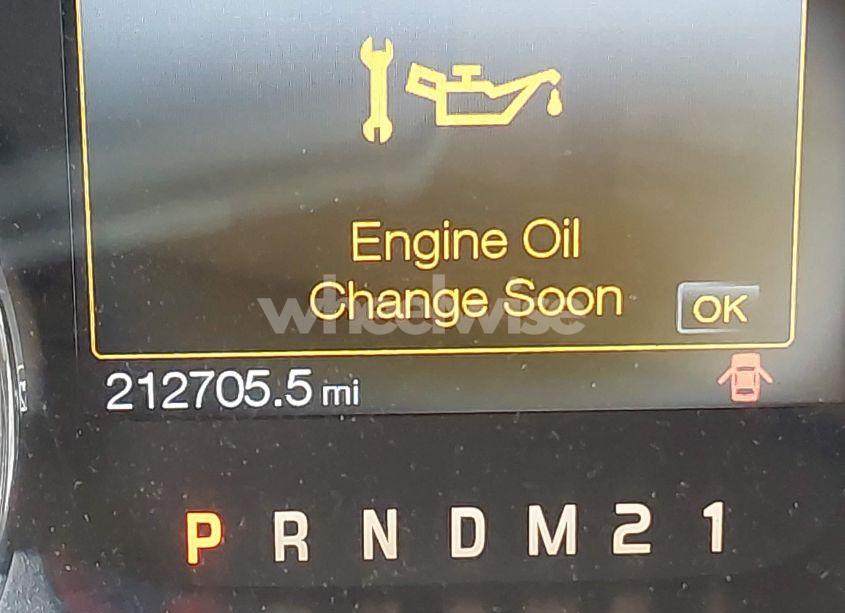 Engine Oil
Change Soon
OK
wheelwise
212705.5 mi
P R N D M 2 1